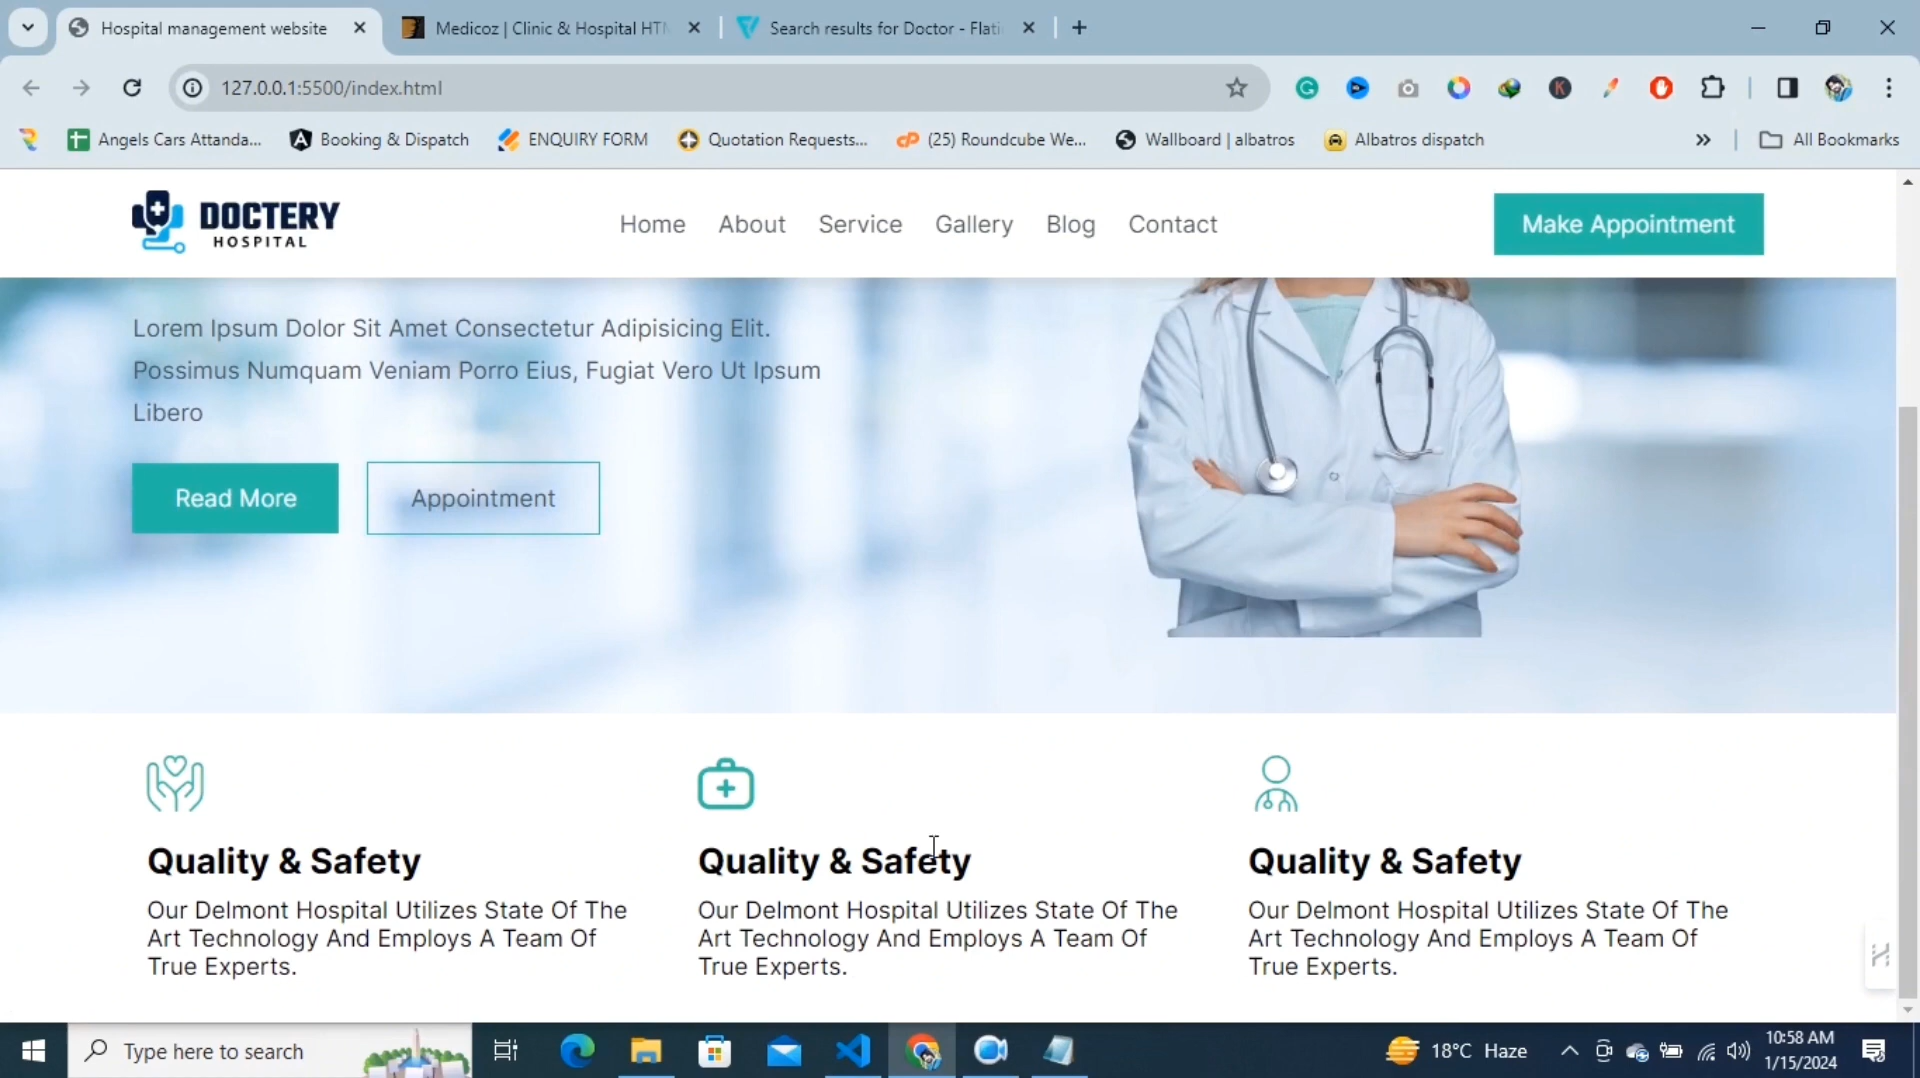 Hospital management website
Medicoz | Clinic & Hospital HTM
Search results for Doctor - Flati
127.0.0.1:5500/index.html
Angels Cars Attanda...
Booking & Dispatch
ENQUIRY FORM
Quotation Requests...
(25) Roundcube We...
Wallboard | albatros
Albatros dispatch
All Bookmarks
DOCTERY
HOSPITAL
Home
About
Service
Gallery
Blog
Contact
Make Appointment
Lorem Ipsum Dolor Sit Amet Consectetur Adipisicing Elit.
Possimus Numquam Veniam Porro Eius, Fugiat Vero Ut Ipsum
Libero
Read More
Appointment
Quality & Safety
Our Delmont Hospital Utilizes State Of The
Art Technology And Employs A Team Of
True Experts.
Quality & Safety
Our Delmont Hospital Utilizes State Of The
Art Technology And Employs A Team Of
True Experts.
Quality & Safety
Our Delmont Hospital Utilizes State Of The
Art Technology And Employs A Team Of
True Experts.
Type here to search
18°C Haze
10:58 AM
1/15/2024